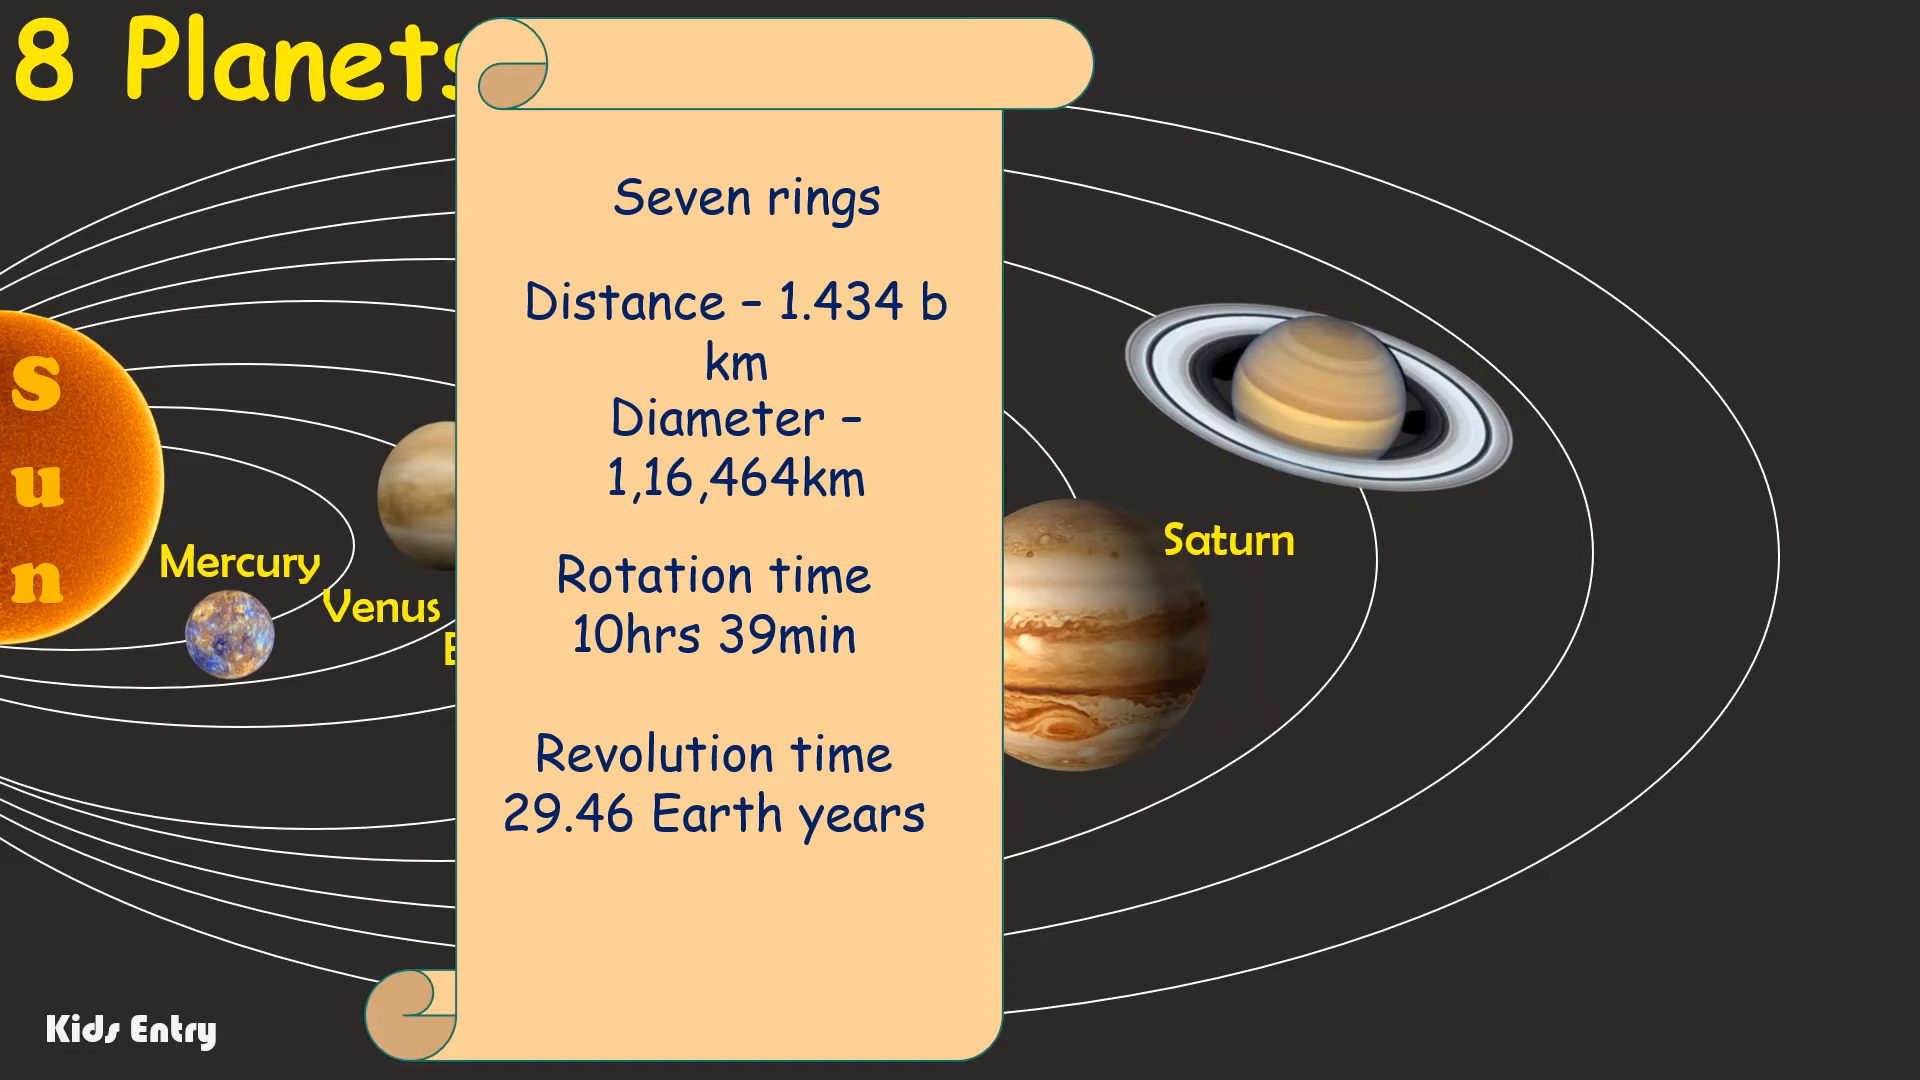 8 Planets
Seven rings
Distance – 1.434 b
km
Diameter –
1,16,464km
Rotation time
10hrs 39min
Revolution time
29.46 Earth years
Sun
Mercury
Venus
Saturn
Kids Entry